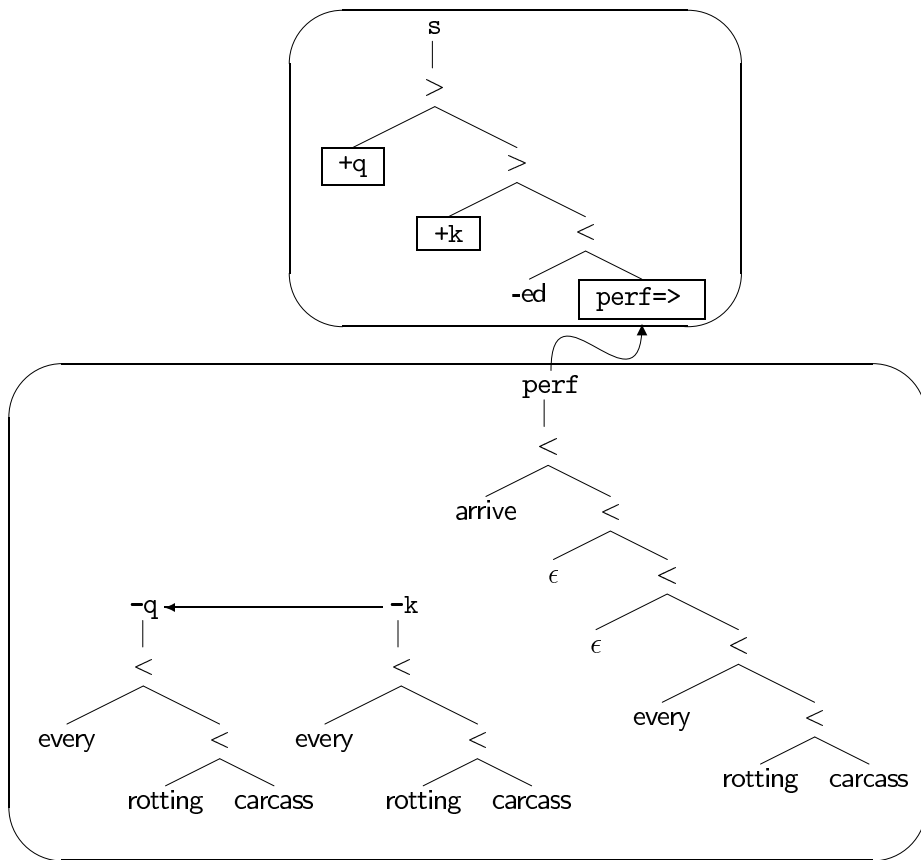 s
>
+q
>
+k
<
-ed perf=>
perf
<
arrive <
ϵ <
-q -k
ϵ <
< <
every <
every < every <
rotting carcass
rotting carcass rotting carcass